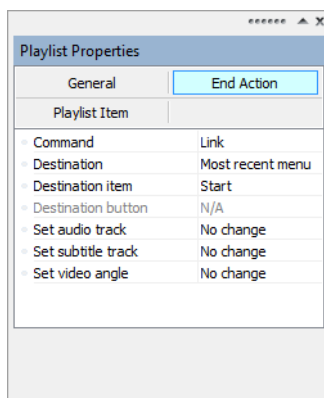 Playlist Properties
General End Action
Playlist Item
Command Link
Destination Most recent menu
Destination item Start
Destination button N/A
Set audio track No change
Set subtitle track No change
Set video angle No change